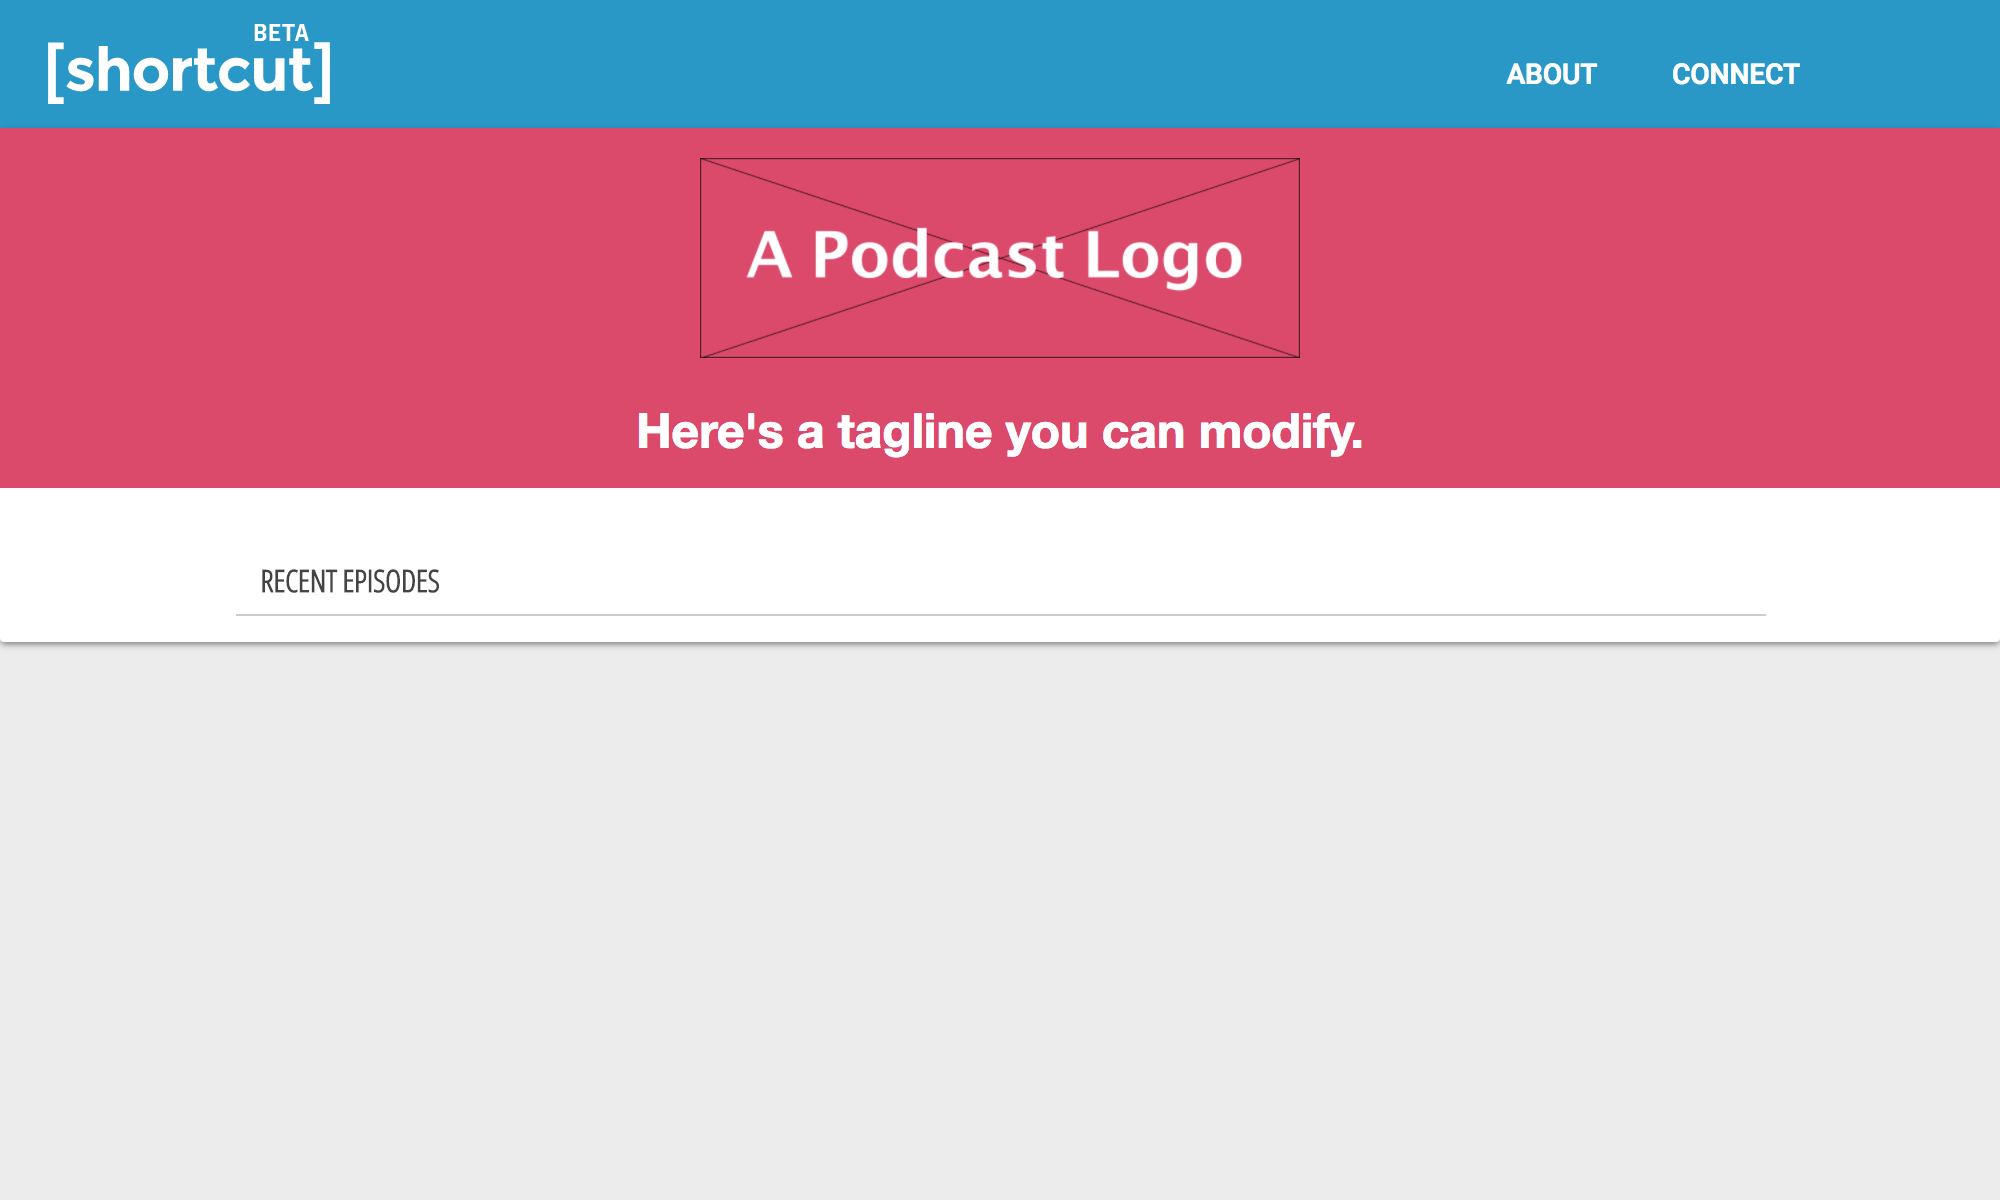 BETA
[shortcut]
ABOUT CONNECT
A Podcast Logo
Here's a tagline you can modify.
RECENT EPISODES